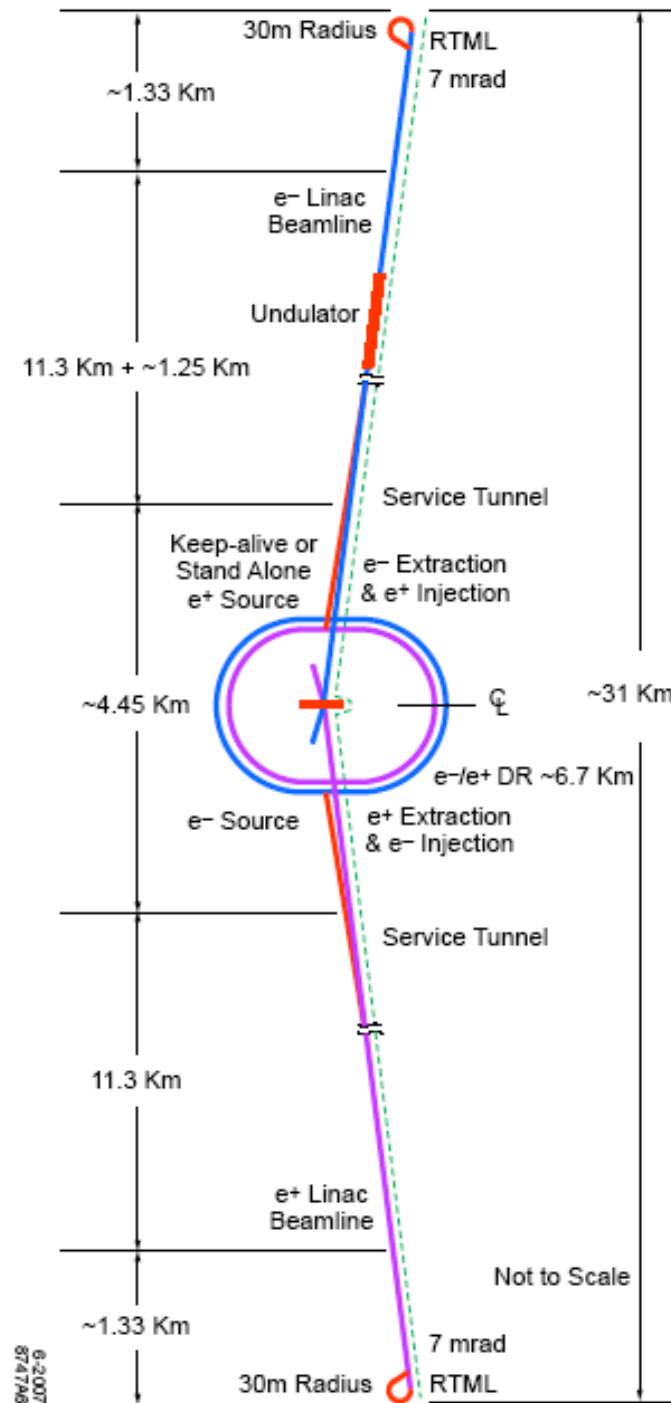 30m Radius
RTML
7 mrad
~1.33 Km
e– Linac
Beamline
Undulator
11.3 Km + ~1.25 Km
Service Tunnel
Keep-alive or
Stand Alone
e+ Source
e– Extraction
& e+ Injection
~4.45 Km
℄
~31 Km
e–/e+ DR ~6.7 Km
e– Source
e+ Extraction
& e– Injection
Service Tunnel
11.3 Km
e+ Linac
Beamline
Not to Scale
~1.33 Km
7 mrad
30m Radius
RTML
6-2007
8747A6